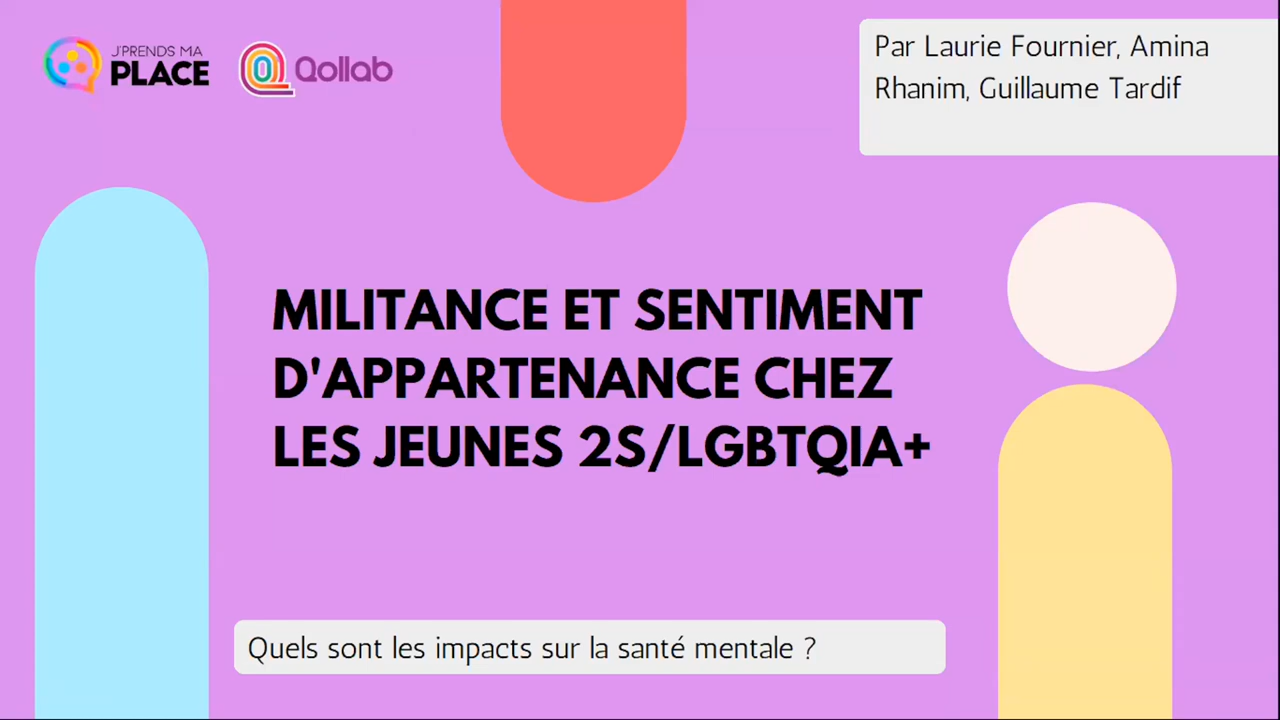 J'PRENDS MA
PLACE
Qollab
Par Laurie Fournier, Amina
Rhanim, Guillaume Tardif
MILITANCE ET SENTIMENT
D'APPARTENANCE CHEZ
LES JEUNES 2S/LGBTQIA+
Quels sont les impacts sur la santé mentale ?